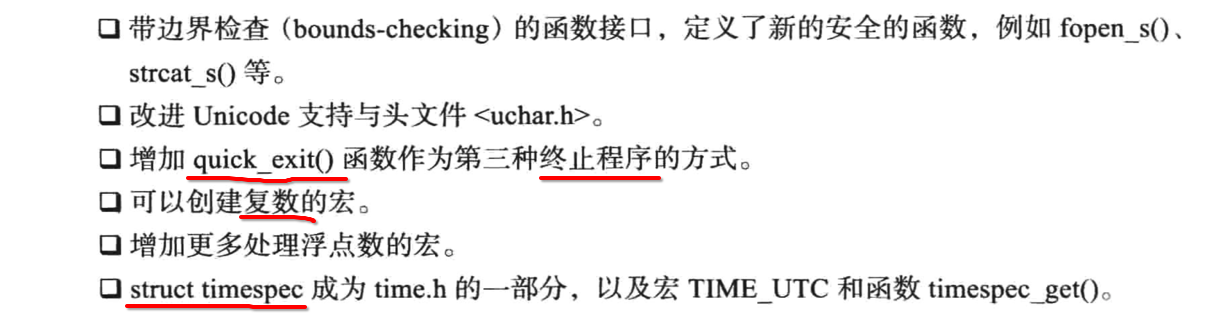 ❑ 带边界检查（bounds-checking）的函数接口，定义了新的安全的函数，例如 fopen_s()、
strcat_s() 等。
❑ 改进 Unicode 支持与头文件 <uchar.h>。
❑ 增加 quick_exit() 函数作为第三种终止程序的方式。
❑ 可以创建复数的宏。
❑ 增加更多处理浮点数的宏。
❑ struct timespec 成为 time.h 的一部分，以及宏 TIME_UTC 和函数 timespec_get()。